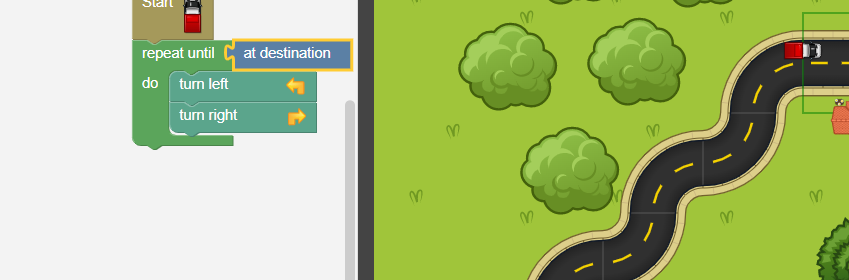 Start
repeat until
at destination
do
turn left
turn right